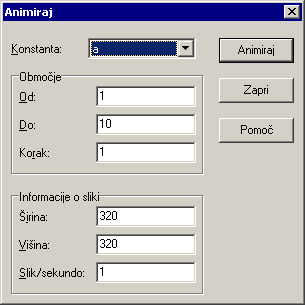 Animiraj
Konstanta: a
Animiraj
Območje
Od: 1
Zapri
Do: 10
Pomoč
Korak: 1
Informacije o sliki
Širina: 320
Višina: 320
Slik/sekundo: 1